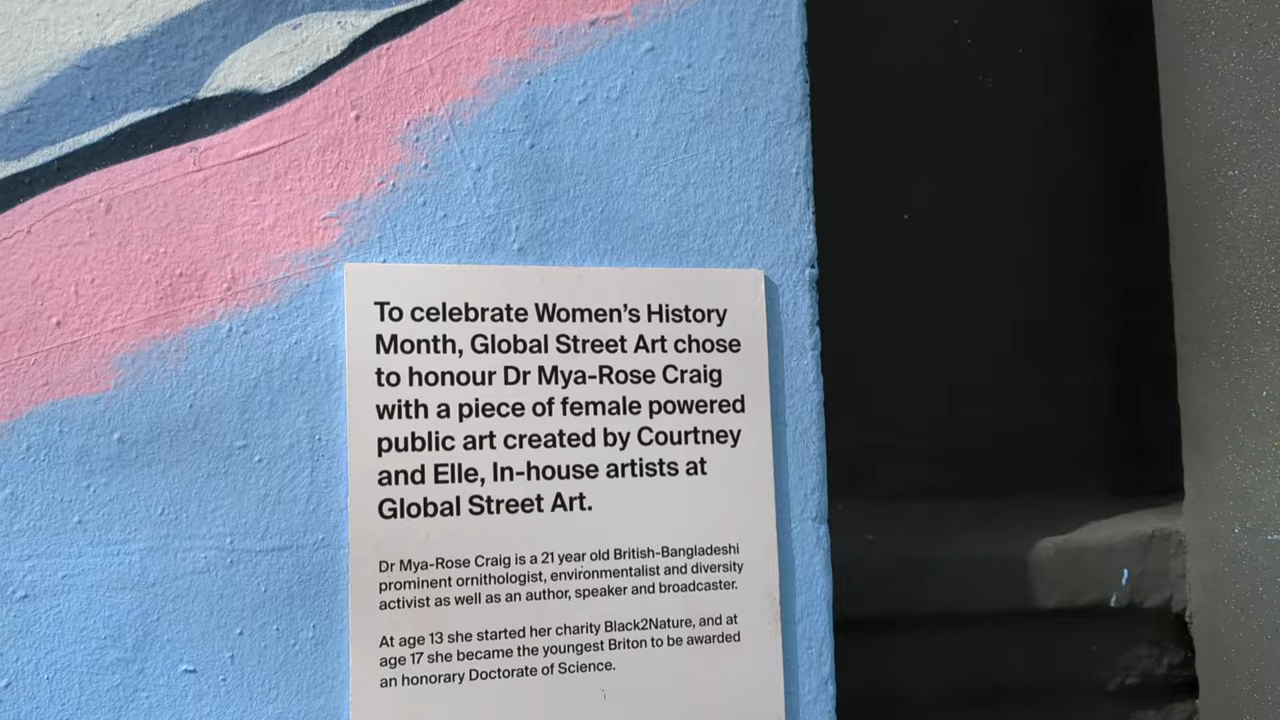 To celebrate Women's History
Month, Global Street Art chose
to honour Dr Mya-Rose Craig
with a piece of female powered
public art created by Courtney
and Elle, In-house artists at
Global Street Art.
Dr Mya-Rose Craig is a 21 year old British-Bangladeshi
prominent ornithologist, environmentalist and diversity
activist as well as an author, speaker and broadcaster.
At age 13 she started her charity Black2Nature, and at
age 17 she became the youngest Briton to be awarded
an honorary Doctorate of Science.